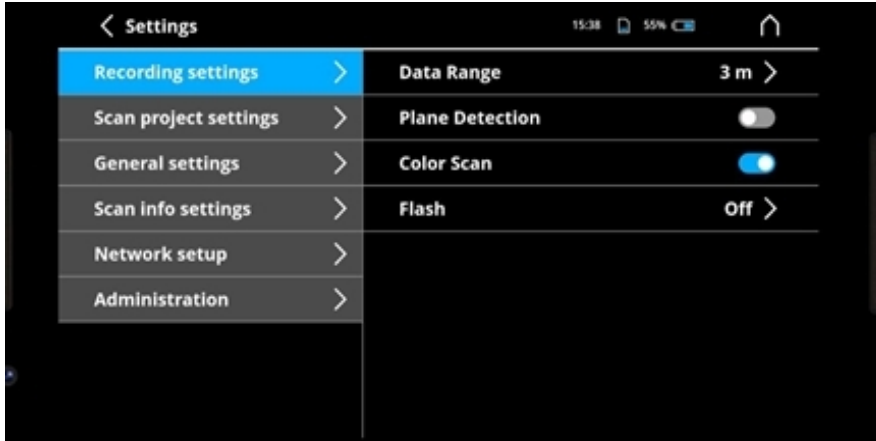 Settings
15:38 55%
Recording settings
Scan project settings
General settings
Scan info settings
Network setup
Administration
Data Range 3 m
Plane Detection
Color Scan
Flash Off